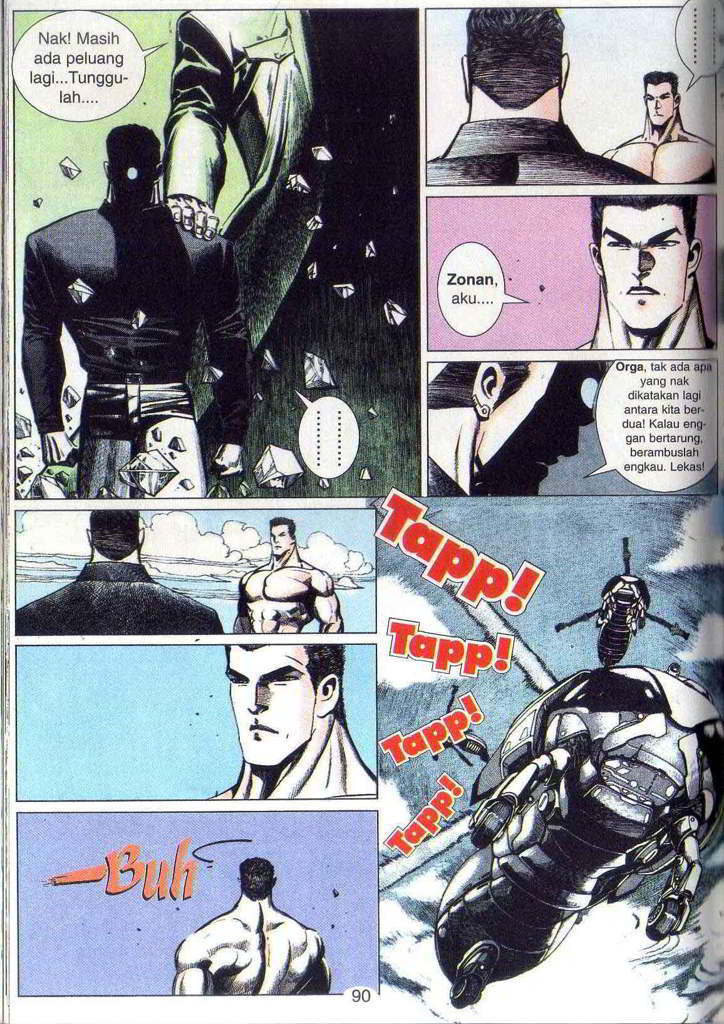 Nak! Masih
ada peluang
lagi...Tunggu-
lah....
........
........
Zonan,
aku....
Orga, tak ada apa
yang nak
dikatakan lagi
antara kita ber-
dua! Kalau eng-
gan bertarung,
berambuslah
engkau. Lekas!
Tapp!
Tapp!
Tapp!
Tapp!
Buh
90